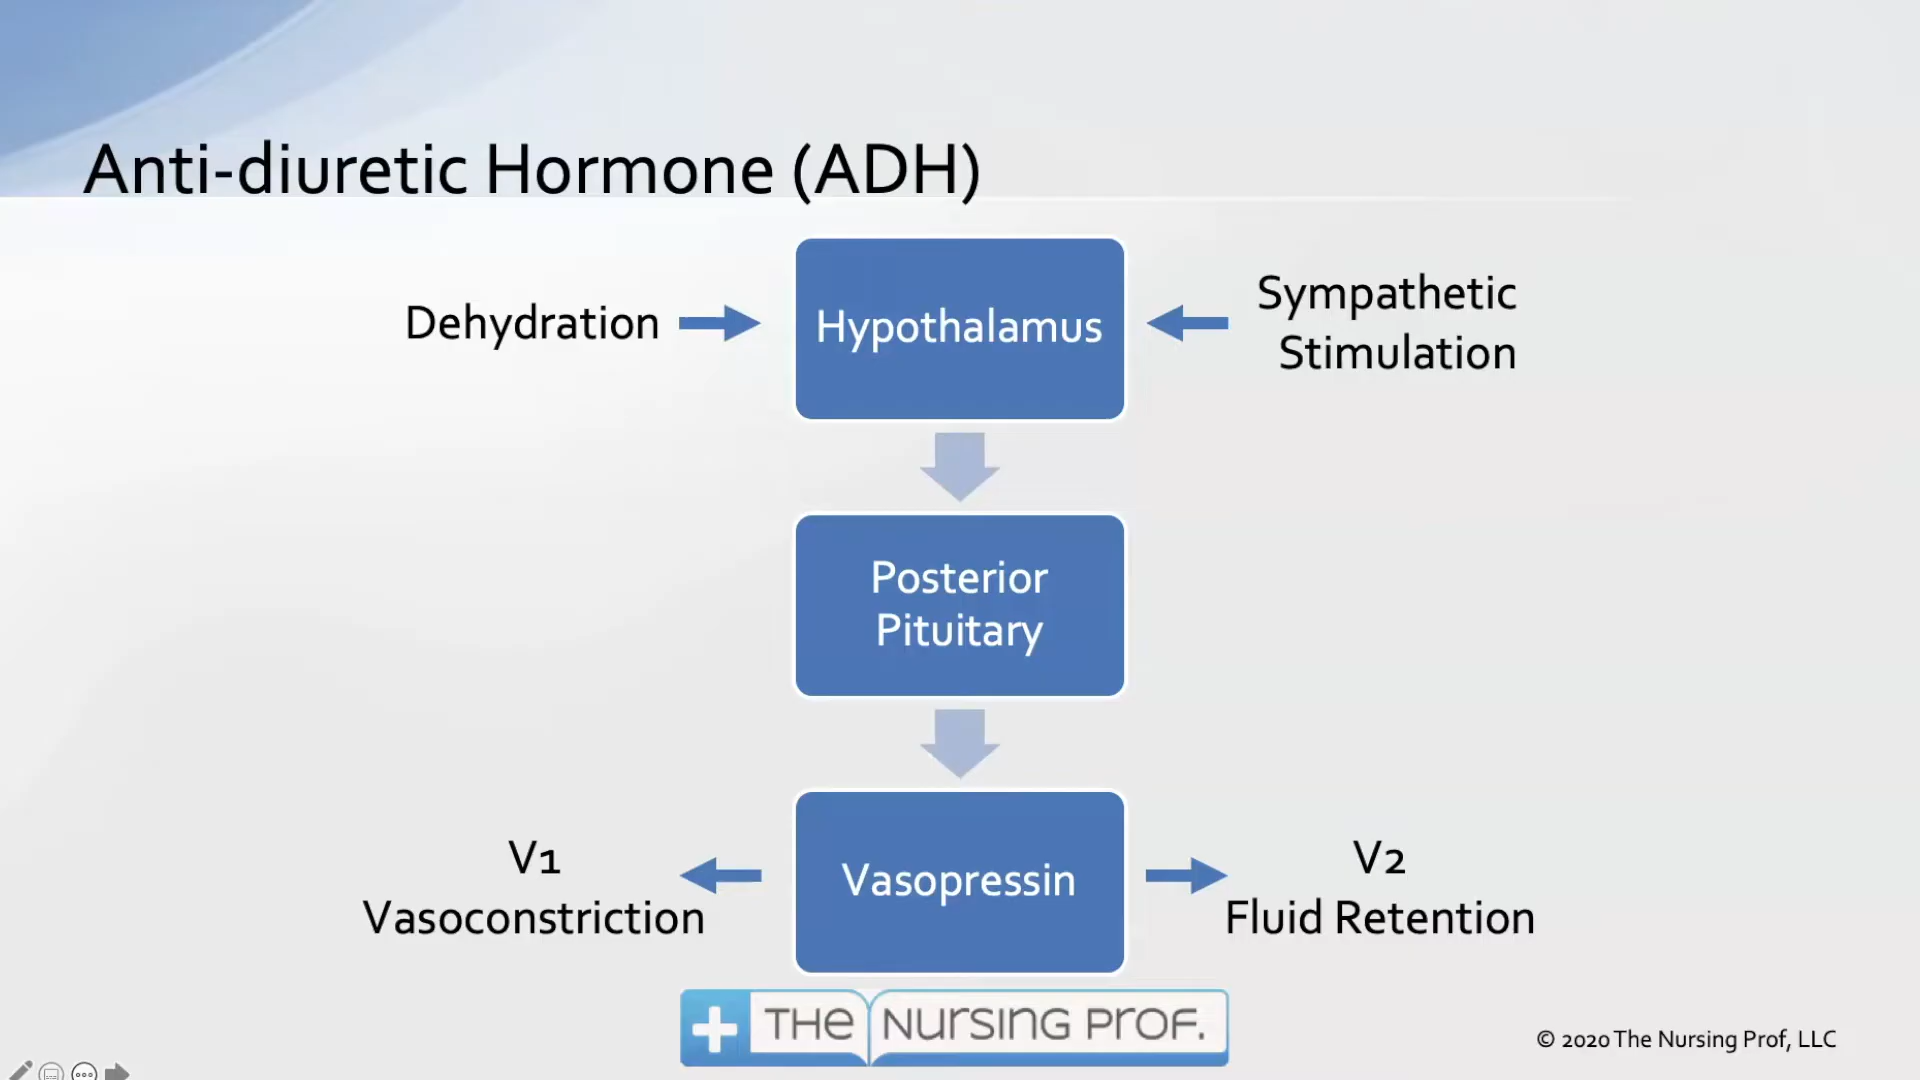 Anti-diuretic Hormone (ADH)
Dehydration
Hypothalamus
Sympathetic
Stimulation
Posterior
Pituitary
V1
Vasoconstriction
Vasopressin
V2
Fluid Retention
THE NURSING PROF.
© 2020 The Nursing Prof, LLC